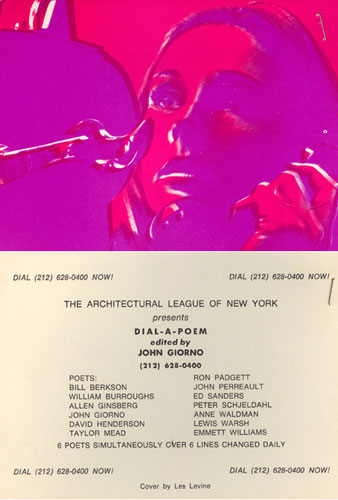 DIAL (212) 628-0400 NOW! DIAL (212) 628-0400 NOW!
THE ARCHITECTURAL LEAGUE OF NEW YORK
presents
DIAL-A-POEM
edited by
JOHN GIORNO
(212) 628-0400
POETS:
BILL BERKSON
WILLIAM BURROUGHS
ALLEN GINSBERG
JOHN GIORNO
DAVID HENDERSON
TAYLOR MEAD
RON PADGETT
JOHN PERREAULT
ED SANDERS
PETER SCHJELDAHL
ANNE WALDMAN
LEWIS WARSH
EMMETT WILLIAMS
6 POETS SIMULTANEOUSLY OVER 6 LINES CHANGED DAILY
DIAL (212) 628-0400 NOW! DIAL (212) 628-0400 NOW!
Cover by Les Levine